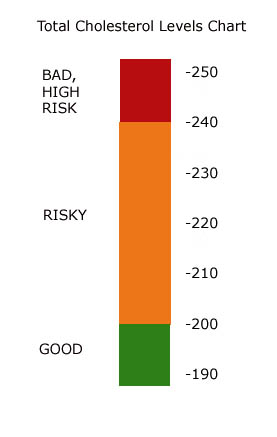 Total Cholesterol Levels Chart
BAD,
HIGH
RISK
-250
-240
-230
RISKY
-220
-210
-200
GOOD
-190